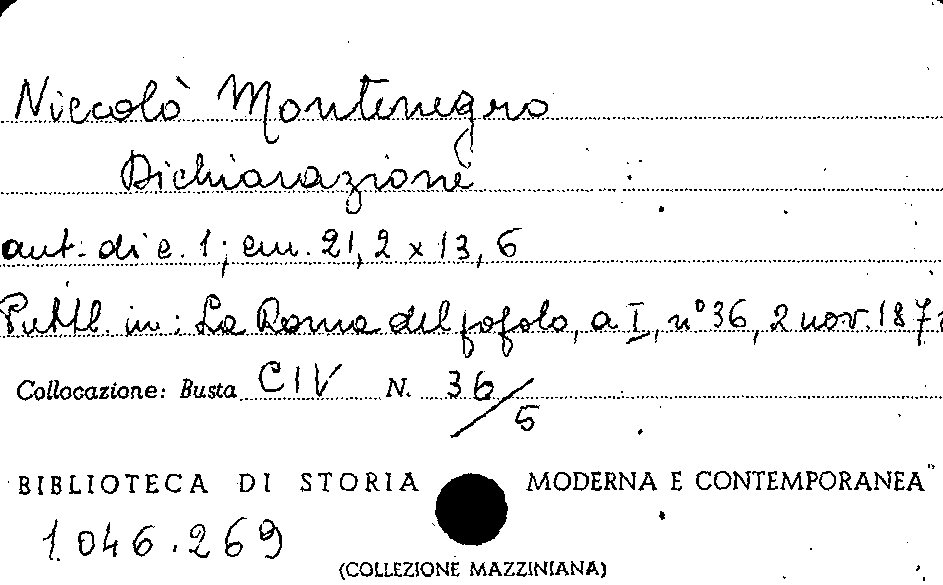 Niccolò Montenegro
Dichiarazione
aut. di c. 1; cm. 21,2 x 13,6
Pubbl. in: La Roma del popolo, a I, n° 36, 2 nov. 187
Collocazione: Busta CIV N. 36/5
BIBLIOTECA DI STORIA MODERNA E CONTEMPORANEA
1.046.269
(COLLEZIONE MAZZINIANA)